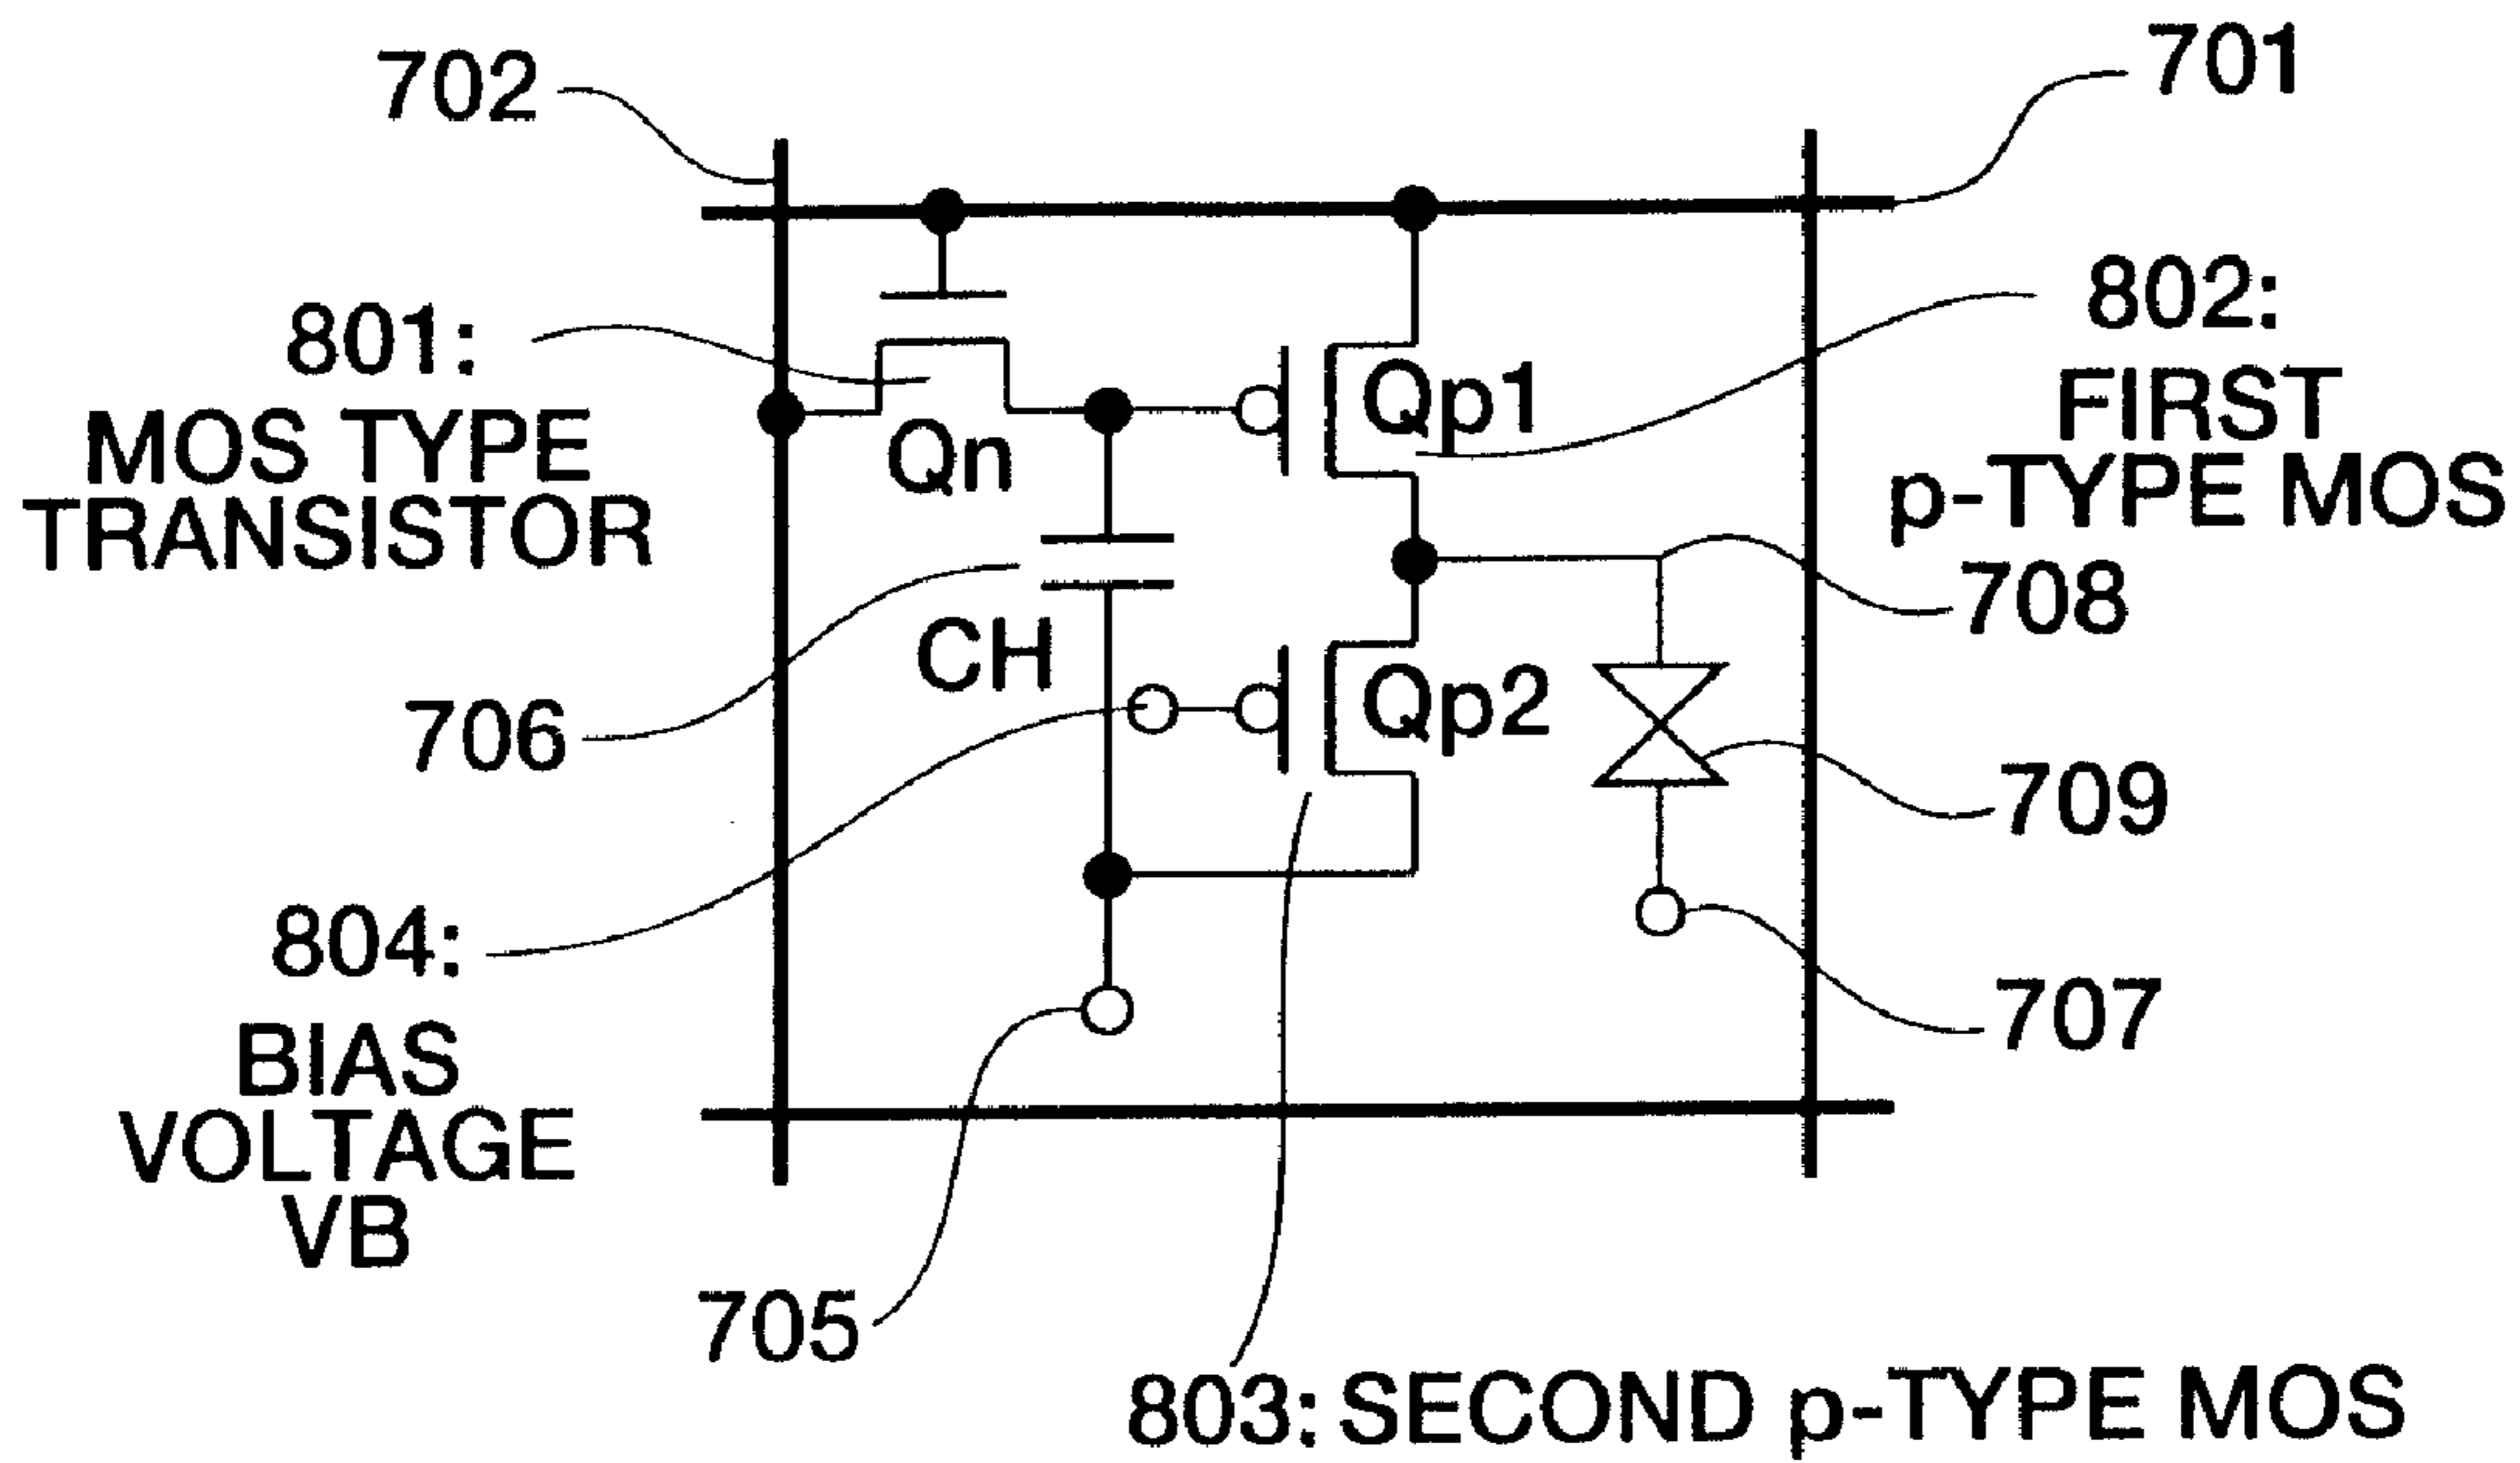 702
701
801:
MOS TYPE
TRANSISTOR
Qn
Qp1
802:
FIRST
p-TYPE MOS
708
CH
706
Qp2
709
804:
BIAS
VOLTAGE
VB
707
705
803: SECOND p-TYPE MOS